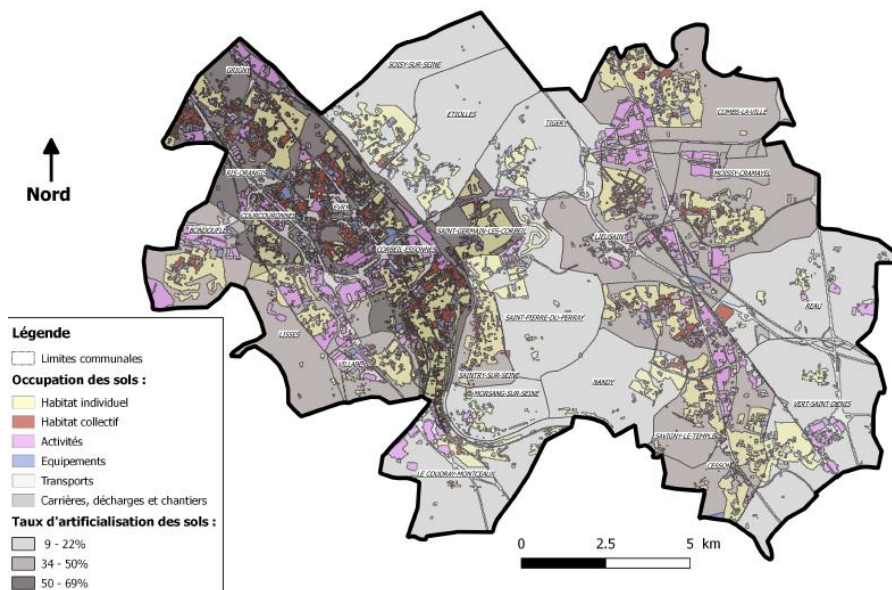 GRIGNY
SOISY-SUR-SEINE
ETIOLLES
TIGERY
COMBS-LA-VILLE
Nord
MOISSY-CRAMAYEL
RIS-ORANGIS
EVRY
COURCOURONNES
BONDOUFLE
SAINT-GERMAIN-LES-CORBEIL
CORBEIL-ESSONNES
LIEUSAINT
REAU
SAINT-PIERRE-DU-PERRAY
LISSES
VILLABE
SAINTRY-SUR-SEINE
NANDY
MORSANG-SUR-SEINE
VERT-SAINT-DENIS
SAVIGNY-LE-TEMPLE
CESSON
LE COUDRAY-MONTCEAUX
Légende
Limites communales
Occupation des sols :
Habitat individuel
Habitat collectif
Activités
Equipements
Transports
Carrières, décharges et chantiers
Taux d'artificialisation des sols :
9 - 22%
34 - 50%
50 - 69%
0 2.5 5 km